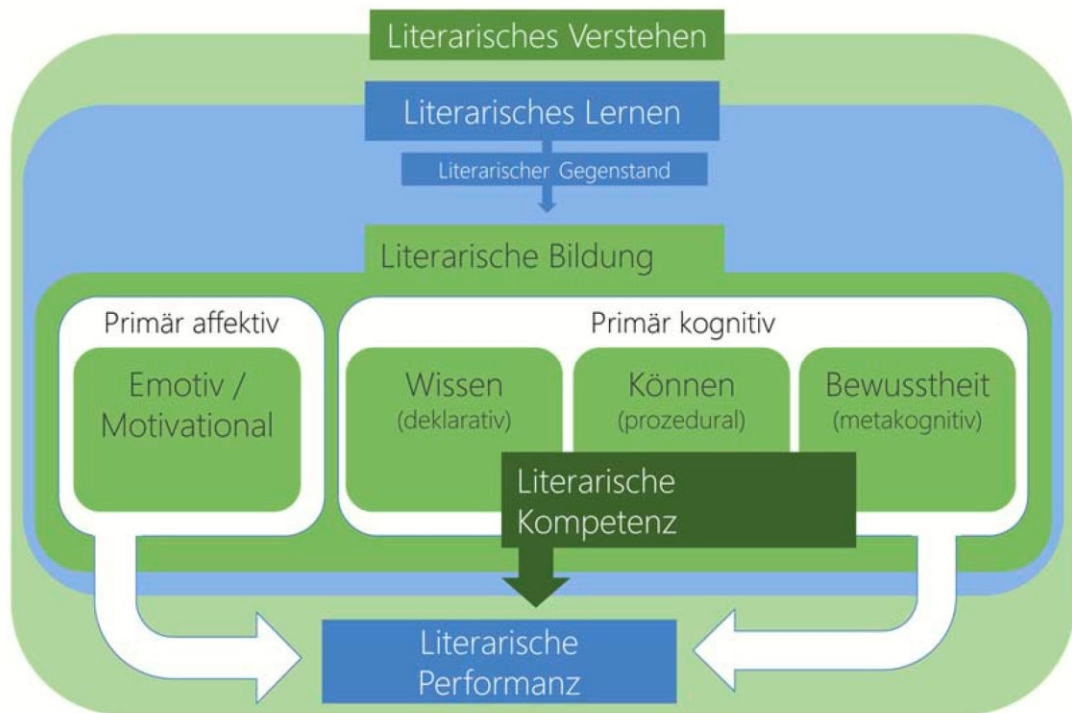 Literarisches Verstehen
Literarisches Lernen
Literarischer Gegenstand
Literarische Bildung
Primär affektiv
Emotiv /
Motivational
Primär kognitiv
Wissen
(deklarativ)
Können
(prozedural)
Bewusstheit
(metakognitiv)
Literarische
Kompetenz
Literarische
Performanz